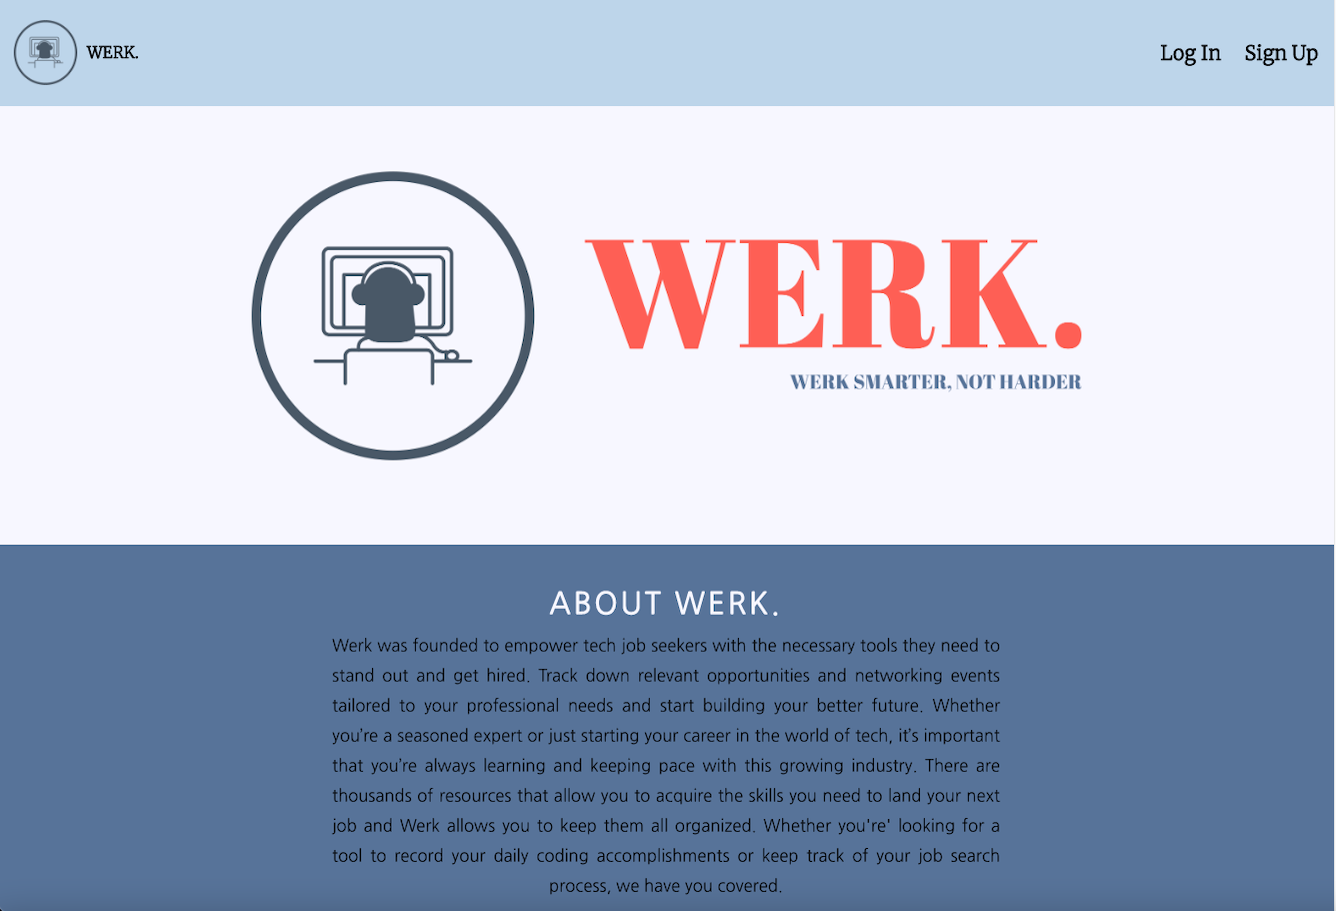 WERK.
Log In
Sign Up
WERK.
WERK SMARTER, NOT HARDER
ABOUT WERK.
Werk was founded to empower tech job seekers with the necessary tools they need to
stand out and get hired. Track down relevant opportunities and networking events
tailored to your professional needs and start building your better future. Whether
you're a seasoned expert or just starting your career in the world of tech, it's important
that you're always learning and keeping pace with this growing industry. There are
thousands of resources that allow you to acquire the skills you need to land your next
job and Werk allows you to keep them all organized. Whether you're' looking for a
tool to record your daily coding accomplishments or keep track of your job search
process, we have you covered.